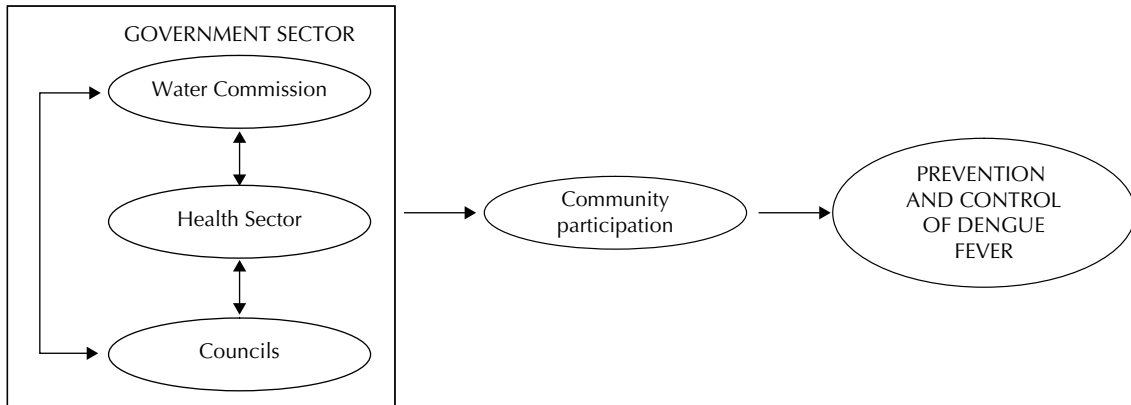 GOVERNMENT SECTOR
Water Commission
Health Sector
Councils
Community
participation
PREVENTION
AND CONTROL
OF DENGUE
FEVER